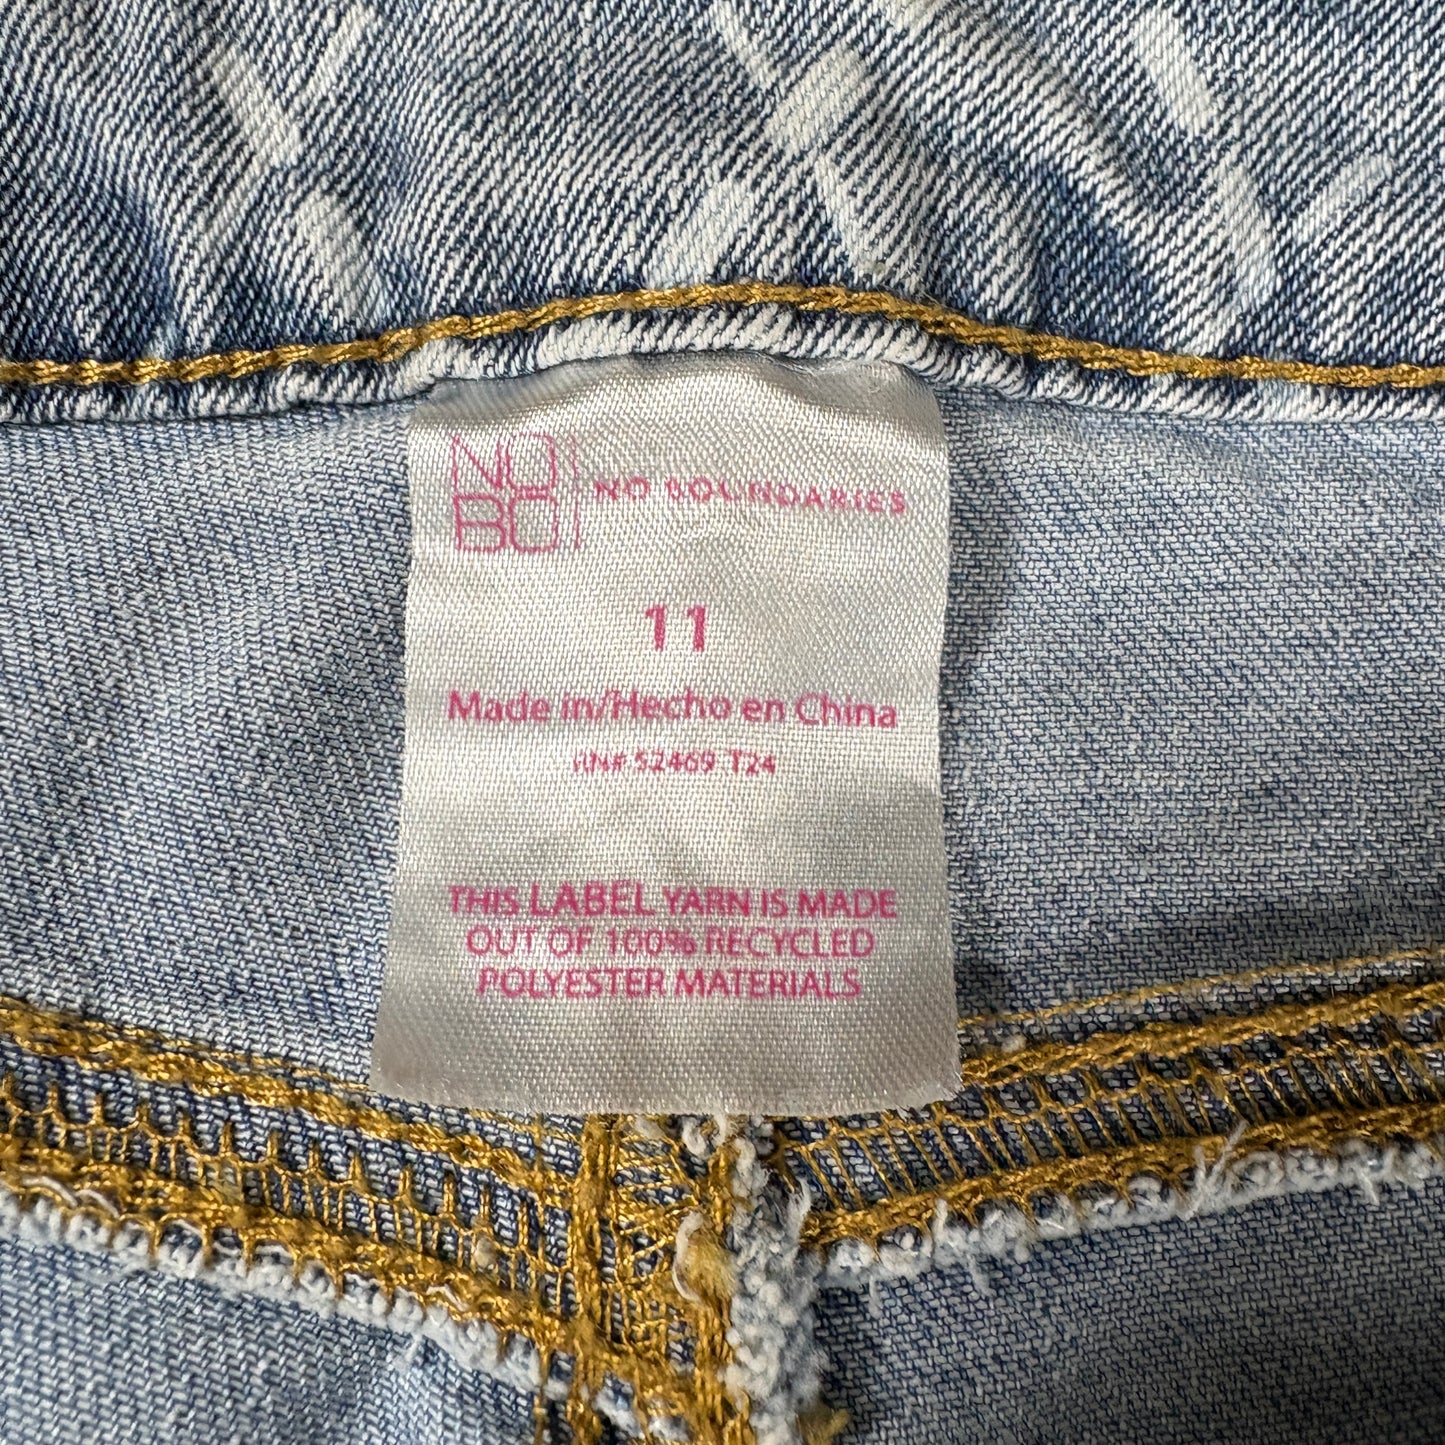 NO
BO
NO BOUNDARIES
11
Made in/Hecho en China
RN# 52469 T24
THIS LABEL YARN IS MADE
OUT OF 100% RECYCLED
POLYESTER MATERIALS